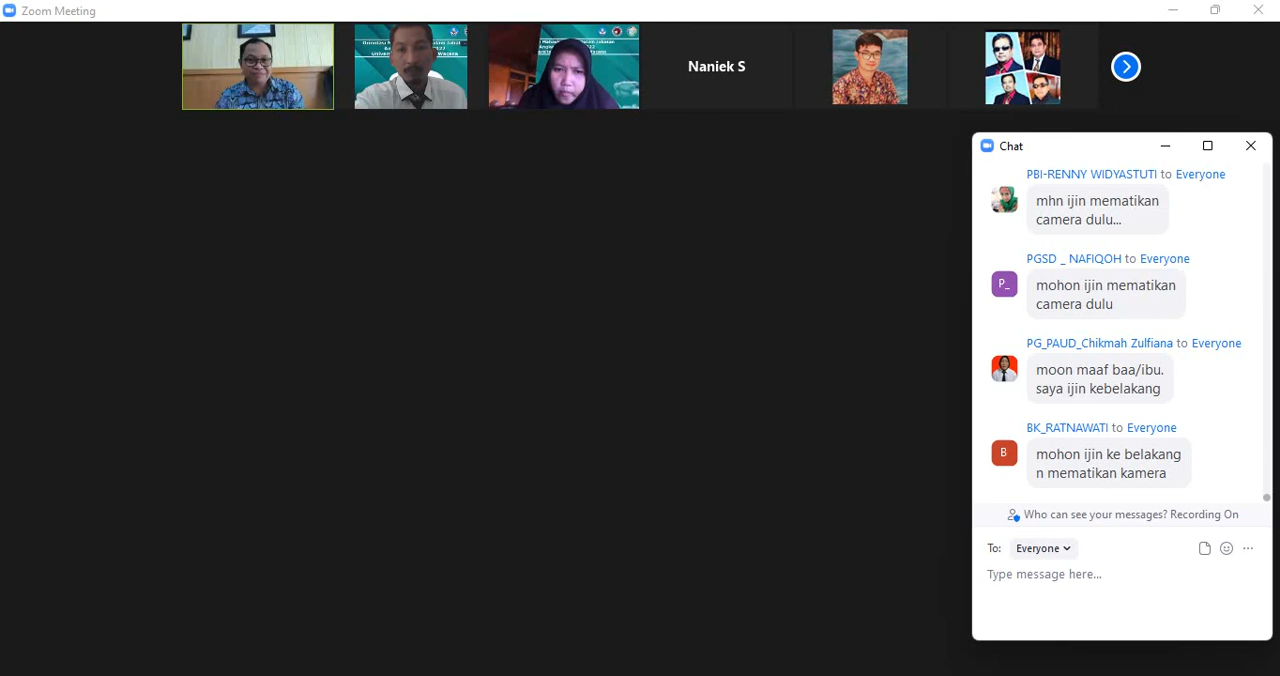 Zoom Meeting
Naniek S
Chat
PBI-RENNY WIDYASTUTI to Everyone
mhn ijin mematikan
camera dulu...
PGSD _ NAFIQOH to Everyone
P_
mohon ijin mematikan
camera dulu
PG_PAUD_Chikmah Zulfiana to Everyone
moon maaf baa/ibu.
saya ijin kebelakang
BK_RATNAWATI to Everyone
B
mohon ijin ke belakang
n mematikan kamera
Who can see your messages? Recording On
To: Everyone
Type message here...